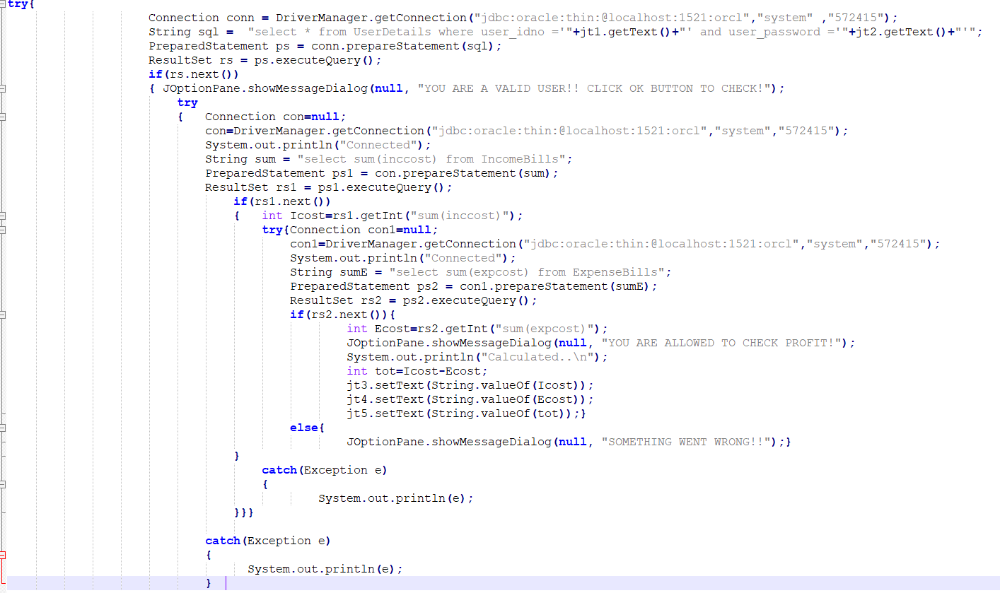 try{
Connection conn = DriverManager.getConnection("jdbc:oracle:thin:@localhost:1521:orcl","system" ,"572415");
String sql =  "select * from UserDetails where user_idno ='"+jt1.getText()+"' and user_password ='"+jt2.getText()+"'";
PreparedStatement ps = conn.prepareStatement(sql);
ResultSet rs = ps.executeQuery();
if(rs.next())
{ JOptionPane.showMessageDialog(null, "YOU ARE A VALID USER!! CLICK OK BUTTON TO CHECK!");
try
{   Connection con=null;
con=DriverManager.getConnection("jdbc:oracle:thin:@localhost:1521:orcl","system","572415");
System.out.println("Connected");
String sum = "select sum(inccost) from IncomeBills";
PreparedStatement ps1 = con.prepareStatement(sum);
ResultSet rs1 = ps1.executeQuery();
if(rs1.next())
{   int Icost=rs1.getInt("sum(inccost)");
try{Connection con1=null;
con1=DriverManager.getConnection("jdbc:oracle:thin:@localhost:1521:orcl","system","572415");
System.out.println("Connected");
String sumE = "select sum(expcost) from ExpenseBills";
PreparedStatement ps2 = con1.prepareStatement(sumE);
ResultSet rs2 = ps2.executeQuery();
if(rs2.next()){
int Ecost=rs2.getInt("sum(expcost)");
JOptionPane.showMessageDialog(null, "YOU ARE ALLOWED TO CHECK PROFIT!");
System.out.println("Calculated..\n");
int tot=Icost-Ecost;
jt3.setText(String.valueOf(Icost));
jt4.setText(String.valueOf(Ecost));
jt5.setText(String.valueOf(tot));}
else{
JOptionPane.showMessageDialog(null, "SOMETHING WENT WRONG!!");}
}
catch(Exception e)
{
System.out.println(e);
}}}
catch(Exception e)
{
System.out.println(e);
}